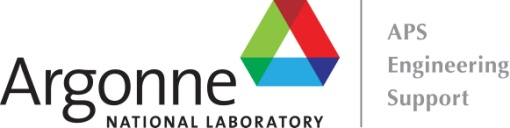 Argonne
NATIONAL LABORATORY
APS
Engineering
Support